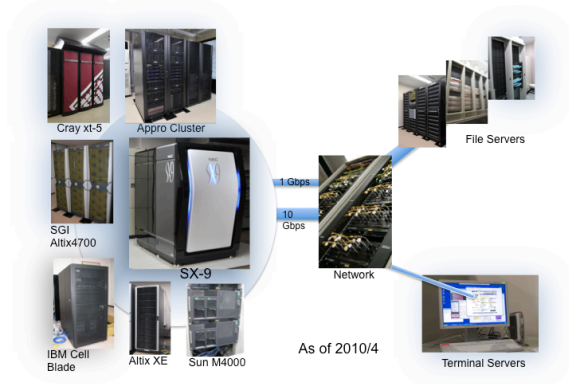 Cray xt-5
Appro Cluster
File Servers
1 Gbps
SGI
Altix4700
10
Gbps
SX-9
Network
IBM Cell
Blade
Altix XE
Sun M4000
As of 2010/4
Terminal Servers